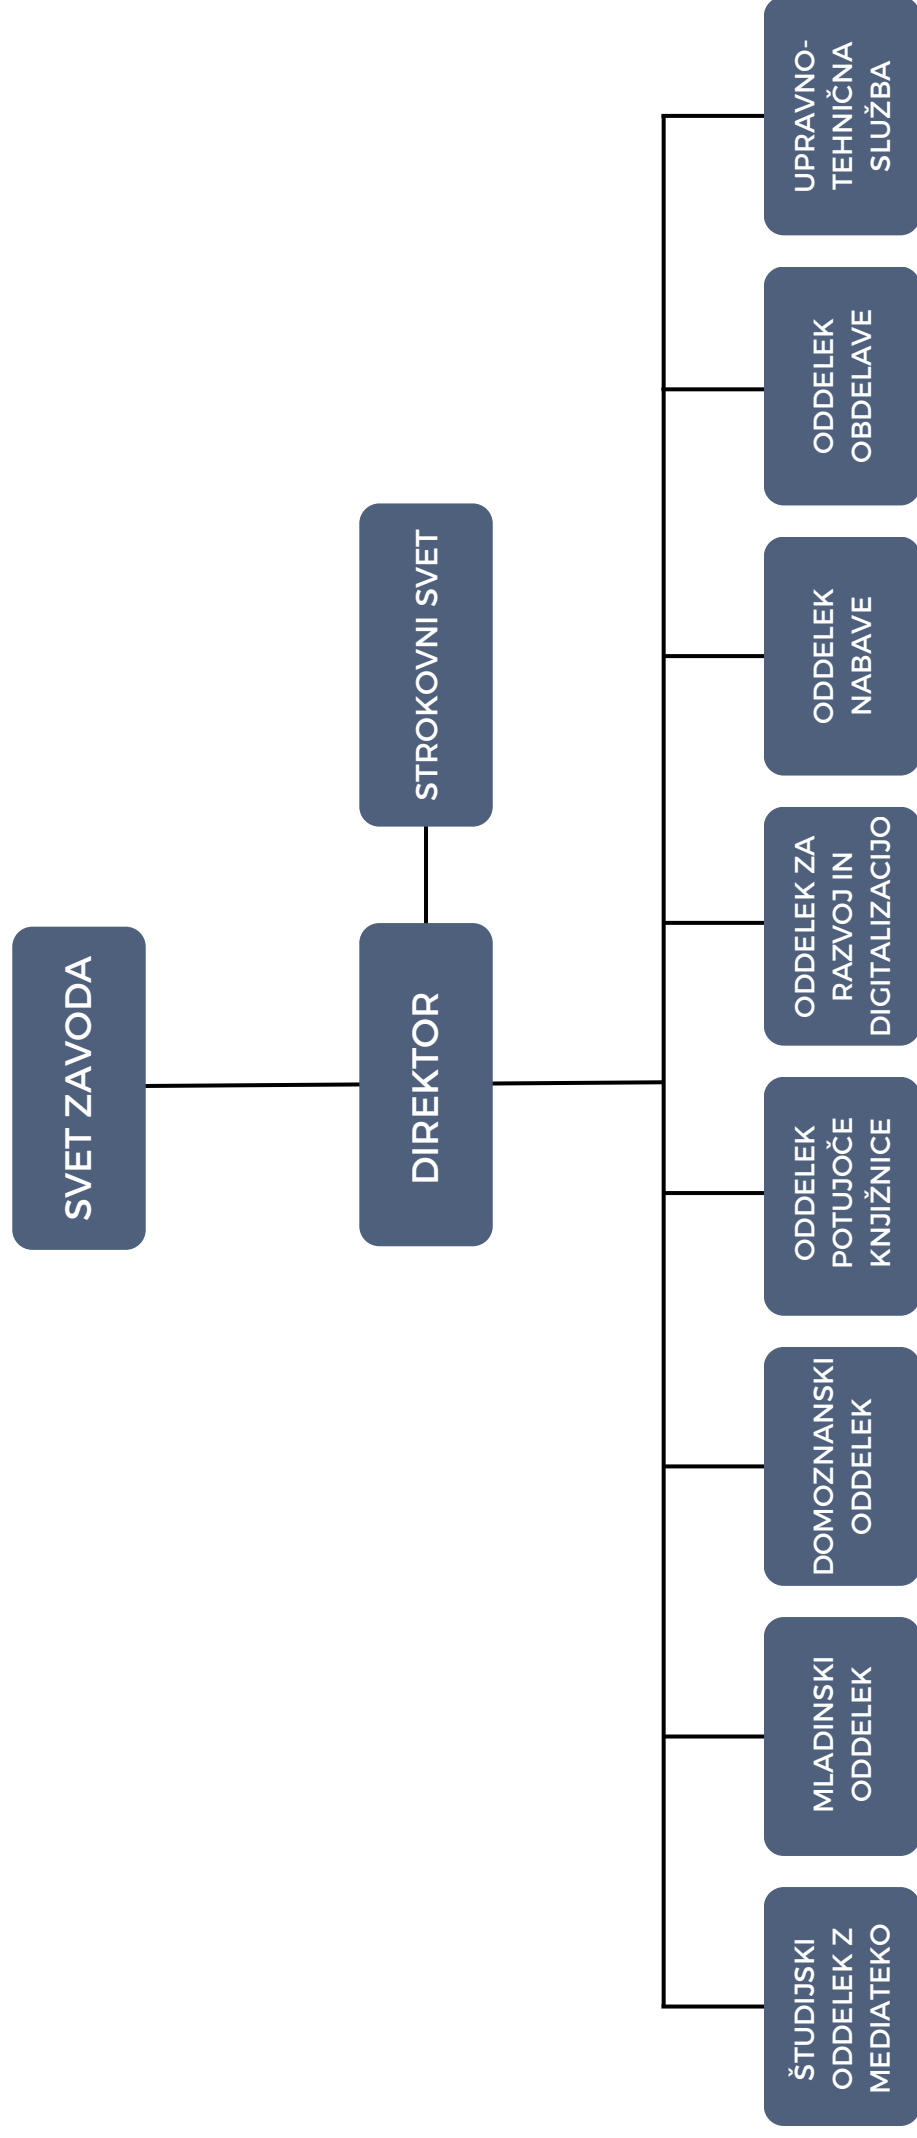 SVET ZAVODA
DIREKTOR
STROKOVNI SVET
ŠTUDIJSKI
ODDELEK Z
MEDIATEKO
MLADINSKI
ODDELEK
DOMOZNANSKI
ODDELEK
ODDELEK
POTUJOČE
KNJIŽNICE
ODDELEK ZA
RAZVOJ IN
DIGITALIZACIJO
ODDELEK
NABAVE
ODDELEK
OBDELAVE
UPRAVNO-
TEHNIČNA
SLUŽBA